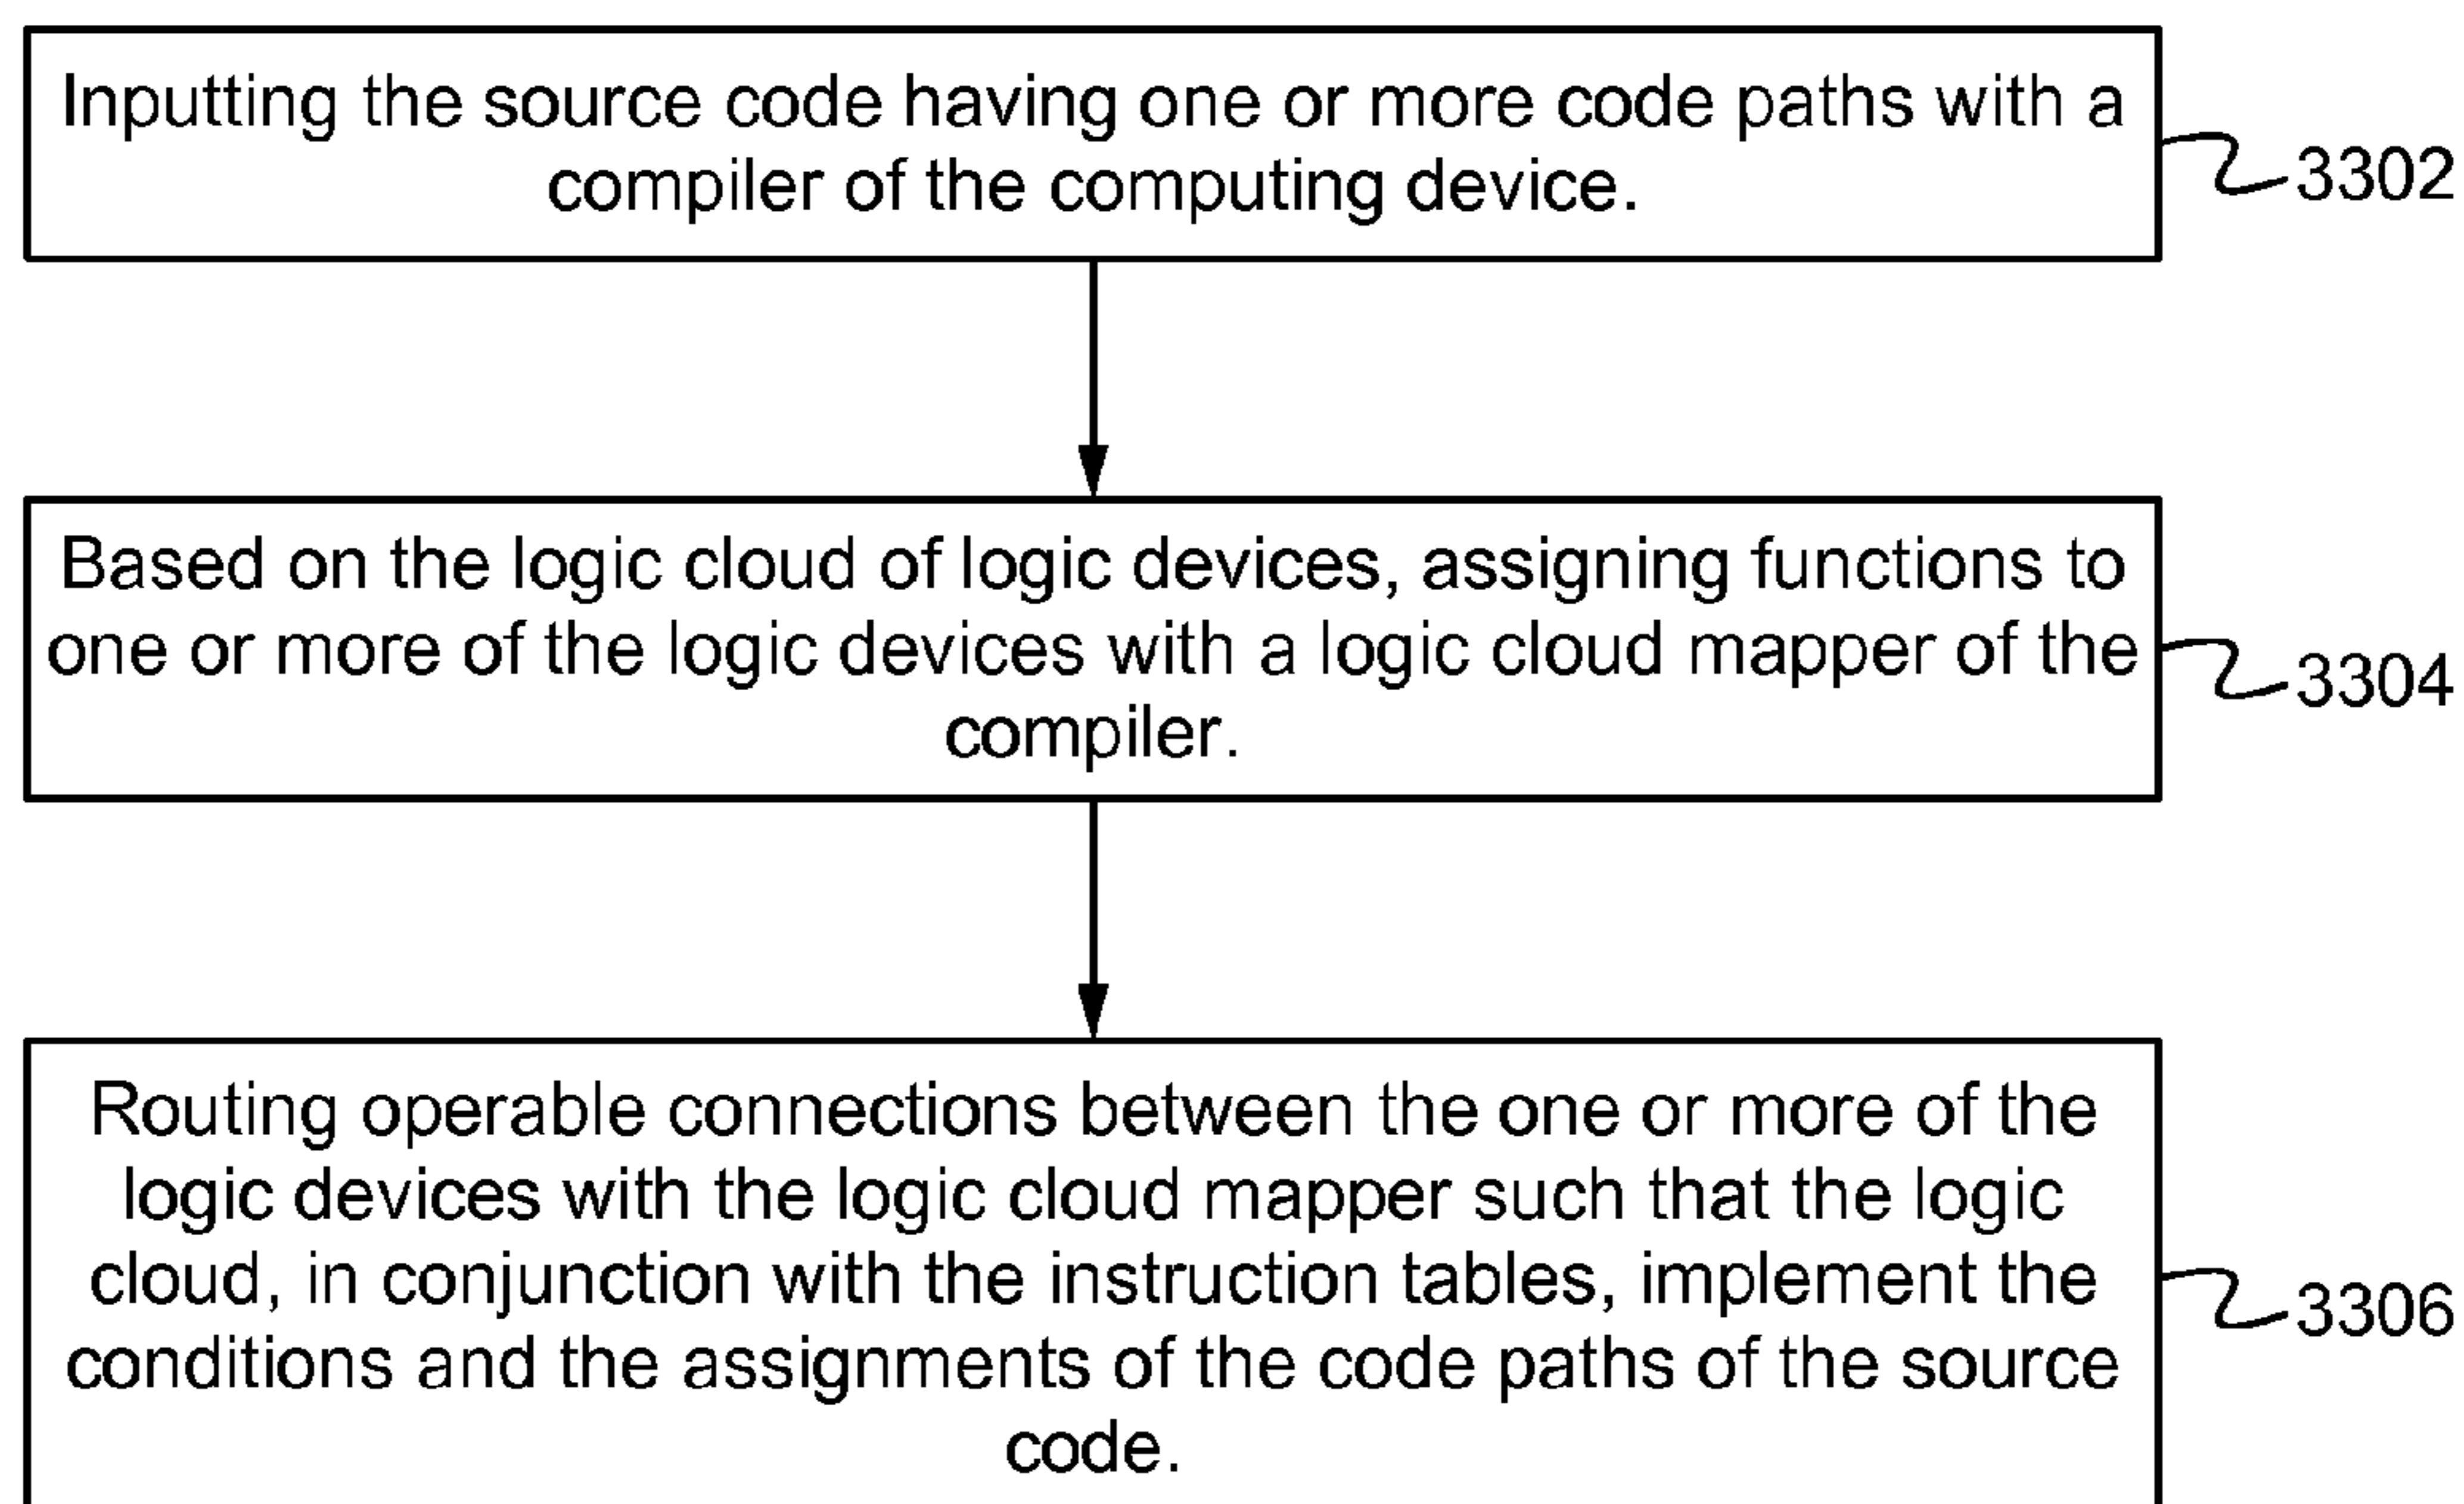 Inputting the source code having one or more code paths with a
compiler of the computing device.
3302
Based on the logic cloud of logic devices, assigning functions to
one or more of the logic devices with a logic cloud mapper of the
compiler.
3304
Routing operable connections between the one or more of the
logic devices with the logic cloud mapper such that the logic
cloud, in conjunction with the instruction tables, implement the
conditions and the assignments of the code paths of the source
code.
3306